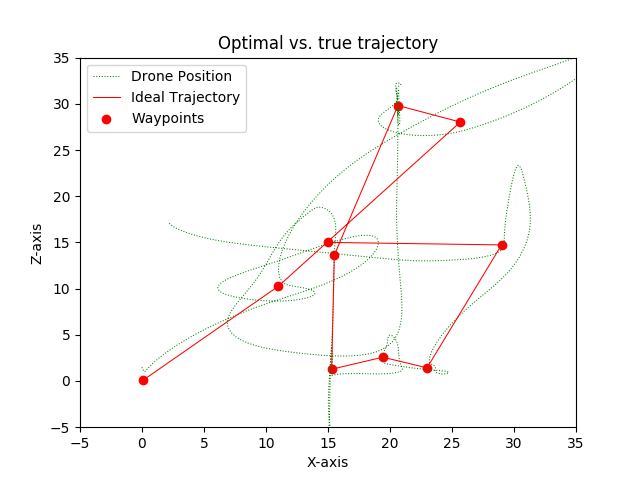 Optimal vs. true trajectory
Drone Position
Ideal Trajectory
Waypoints
35
30
25
20
15
10
5
0
−5
Z-axis
−5 0 5 10 15 20 25 30 35
X-axis